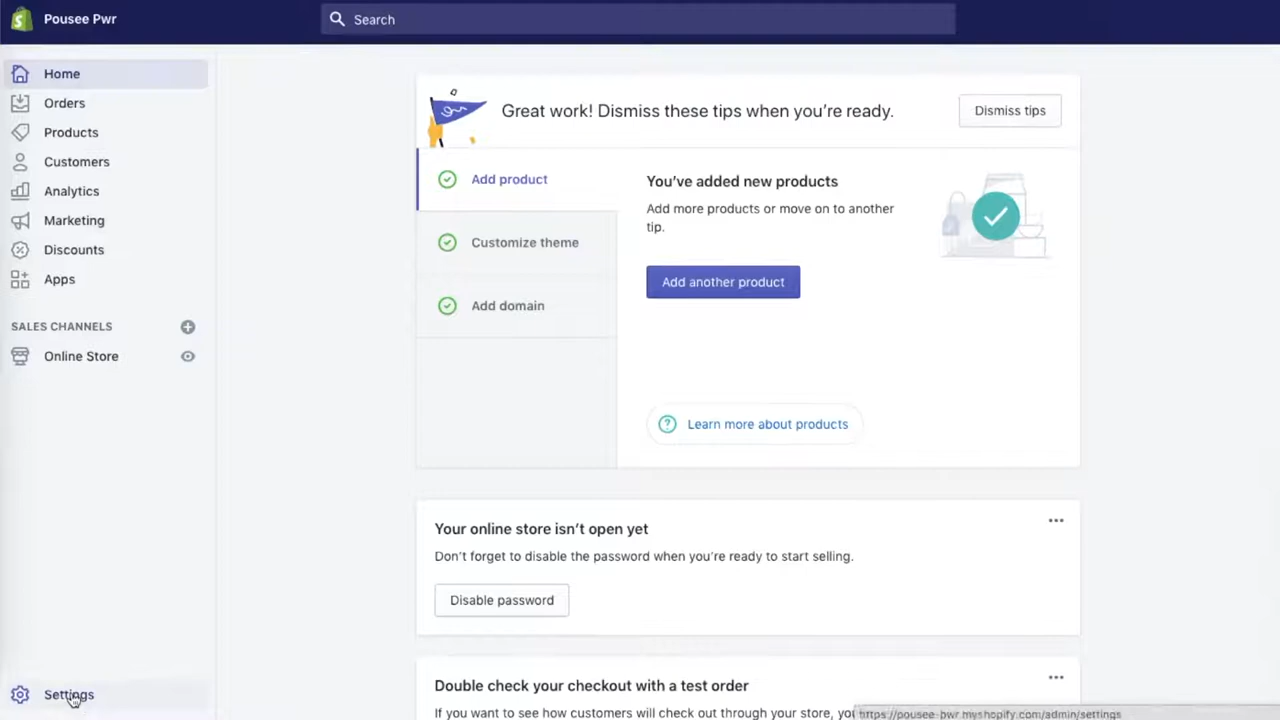 Pousee Pwr
Search
Home
Orders
Products
Customers
Analytics
Marketing
Discounts
Apps
SALES CHANNELS
Online Store
Settings
Great work! Dismiss these tips when you're ready.
Dismiss tips
Add product
Customize theme
Add domain
You've added new products
Add more products or move on to another
tip.
Add another product
Learn more about products
Your online store isn't open yet
Don't forget to disable the password when you're ready to start selling.
Disable password
Double check your checkout with a test order
If you want to see how customers will check out through your store, you
https://pousee-pwr.myshopify.com/admin/settings